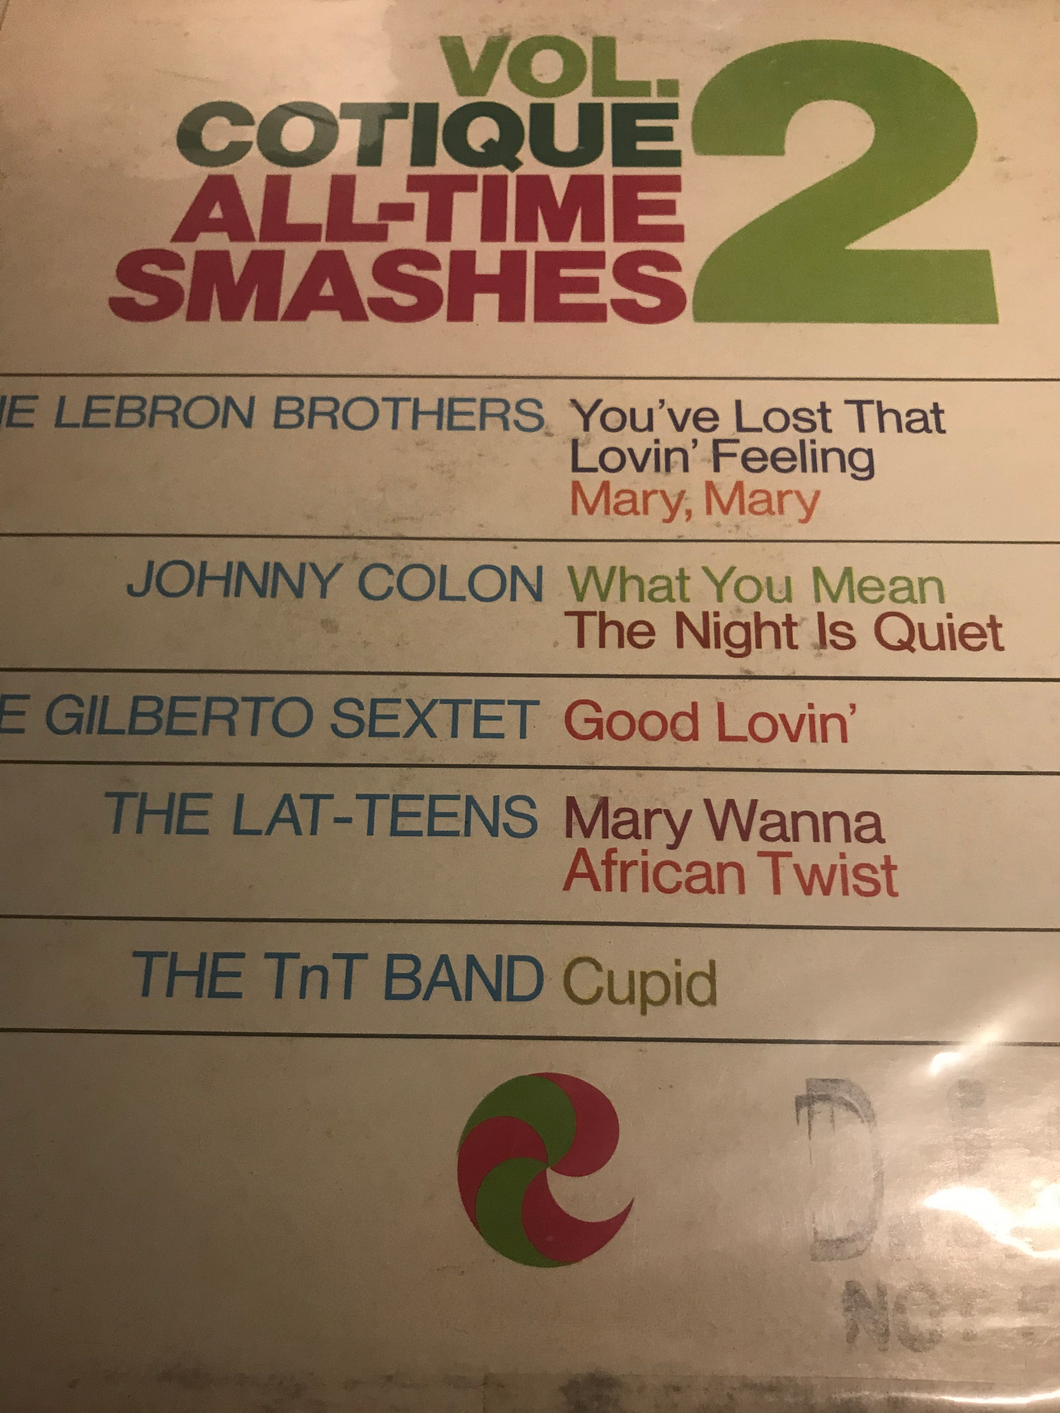 VOL. 2
COTIQUE
ALL-TIME
SMASHES
LEBRON BROTHERS You've Lost That
Lovin' Feeling
Mary, Mary
JOHNNY COLON What You Mean
The Night Is Quiet
GILBERTO SEXTET Good Lovin'
THE LAT-TEENS Mary Wanna
African Twist
THE TnT BAND Cupid